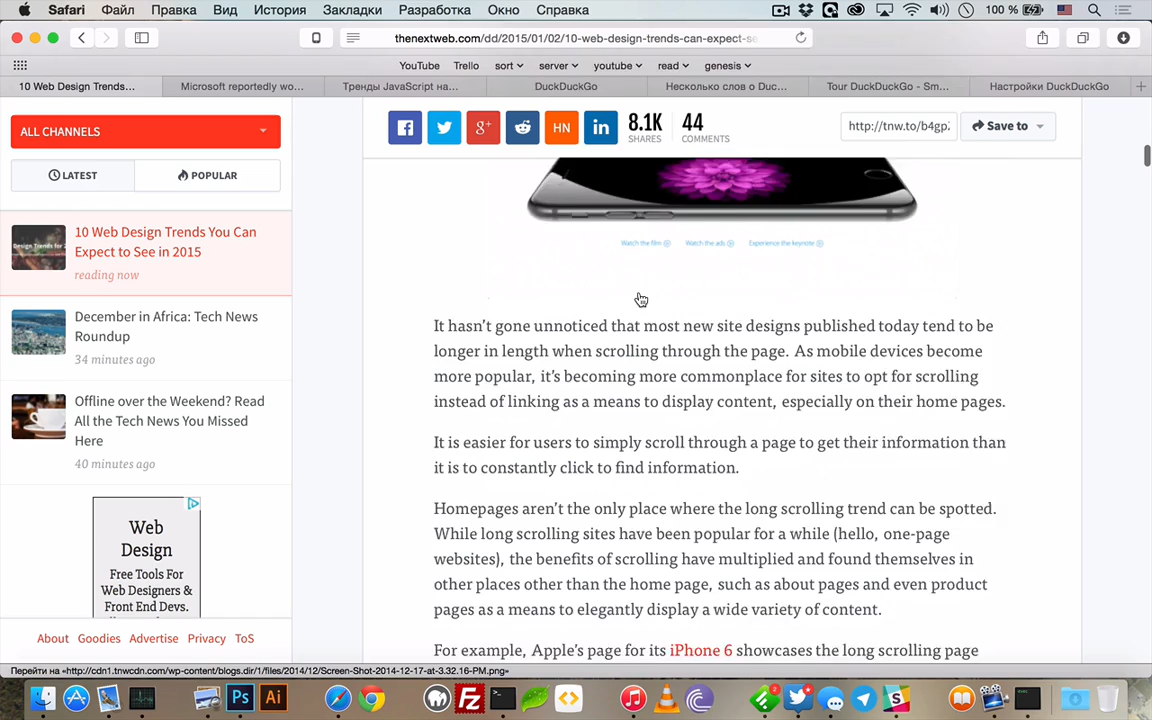 Safari Файл Правка Вид История Закладки Разработка Окно Справка 100 %
thenextweb.com/dd/2015/01/02/10-web-design-trends-can-expect-se
YouTube Trello sort server youtube read genesis
10 Web Design Trends... Microsoft reportedly wo... Тренды JavaScript на... DuckDuckGo Несколько слов о Duc... Tour DuckDuckGo - Sm... Настройки DuckDuckGo
ALL CHANNELS
LATEST POPULAR
10 Web Design Trends You Can
Expect to See in 2015
reading now
December in Africa: Tech News
Roundup
34 minutes ago
Offline over the Weekend? Read
All the Tech News You Missed
Here
40 minutes ago
Web
Design
Free Tools For
Web Designers &
Front End Devs.
About Goodies Advertise Privacy ToS
g+ HN in 8.1K 44 http://tnw.to/b4gp Save to
SHARES COMMENTS
Watch the film Watch the ads Experience the keynote
It hasn't gone unnoticed that most new site designs published today tend to be
longer in length when scrolling through the page. As mobile devices become
more popular, it's becoming more commonplace for sites to opt for scrolling
instead of linking as a means to display content, especially on their home pages.
It is easier for users to simply scroll through a page to get their information than
it is to constantly click to find information.
Homepages aren't the only place where the long scrolling trend can be spotted.
While long scrolling sites have been popular for a while (hello, one-page
websites), the benefits of scrolling have multiplied and found themselves in
other places other than the home page, such as about pages and even product
pages as a means to elegantly display a wide variety of content.
For example, Apple's page for its iPhone 6 showcases the long scrolling page
Перейти на «http://cdn1.tnwcdn.com/wp-content/blogs.dir/1/files/2014/12/Screen-Shot-2014-12-17-at-3.32.16-PM.png»
Ps Ai Fz